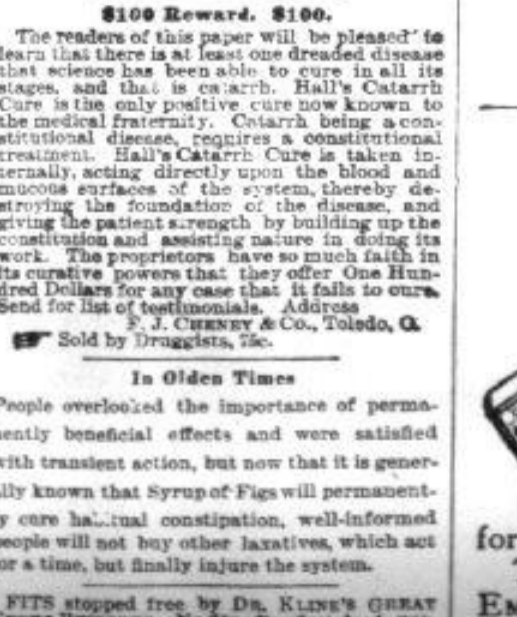 $100 Reward. $100.
The readers of this paper will be pleased to
learn that there is at least one dreaded disease
that science has been able to cure in all its
stages, and that is catarrh. Hall's Catarrh
Cure is the only positive cure now known to
the medical fraternity. Catarrh being a con-
stitutional disease, requires a constitutional
treatment. Hall's Catarrh Cure is taken in-
ternally, acting directly upon the blood and
mucous surfaces of the system, thereby de-
stroying the foundation of the disease, and
giving the patient strength by building up the
constitution and assisting nature in doing its
work. The proprietors have so much faith in
its curative powers that they offer One Hun-
dred Dollars for any case that it fails to cure.
Send for list of testimonials. Address
F. J. CHENEY & Co., Toledo, O.
Sold by Druggists, 75c.
In Olden Times
People overlooked the importance of perma-
nently beneficial effects and were satisfied
with transient action, but now that it is gener-
ally known that Syrup of Figs will permanent-
ly cure habitual constipation, well-informed
people will not buy other laxatives, which act
for a time, but finally injure the system.
FITS stopped free by DR. KLINE'S GREAT
for
EM